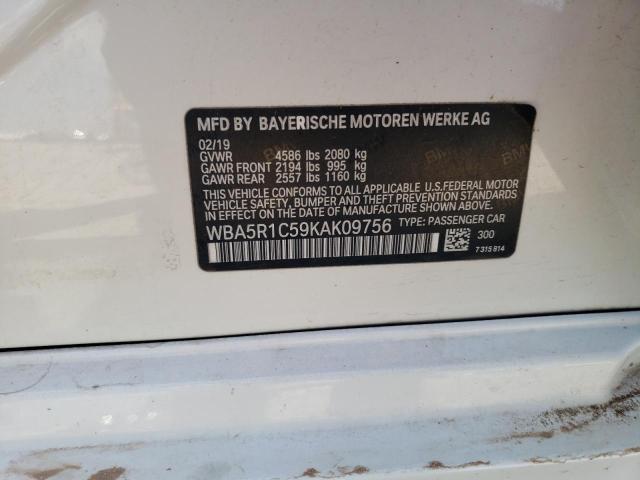 MFD BY BAYERISCHE MOTOREN WERKE AG
02/19
GVWR 4586 lbs 2080 kg
GAWR FRONT 2194 lbs 995 kg
GAWR REAR 2557 lbs 1160 kg
THIS VEHICLE CONFORMS TO ALL APPLICABLE U.S.FEDERAL MOTOR
VEHICLE SAFETY, BUMPER, AND THEFT PREVENTION STANDARDS
IN EFFECT ON THE DATE OF MANUFACTURE SHOWN ABOVE.
WBA5R1C59KAK09756 TYPE: PASSENGER CAR
300
7315814